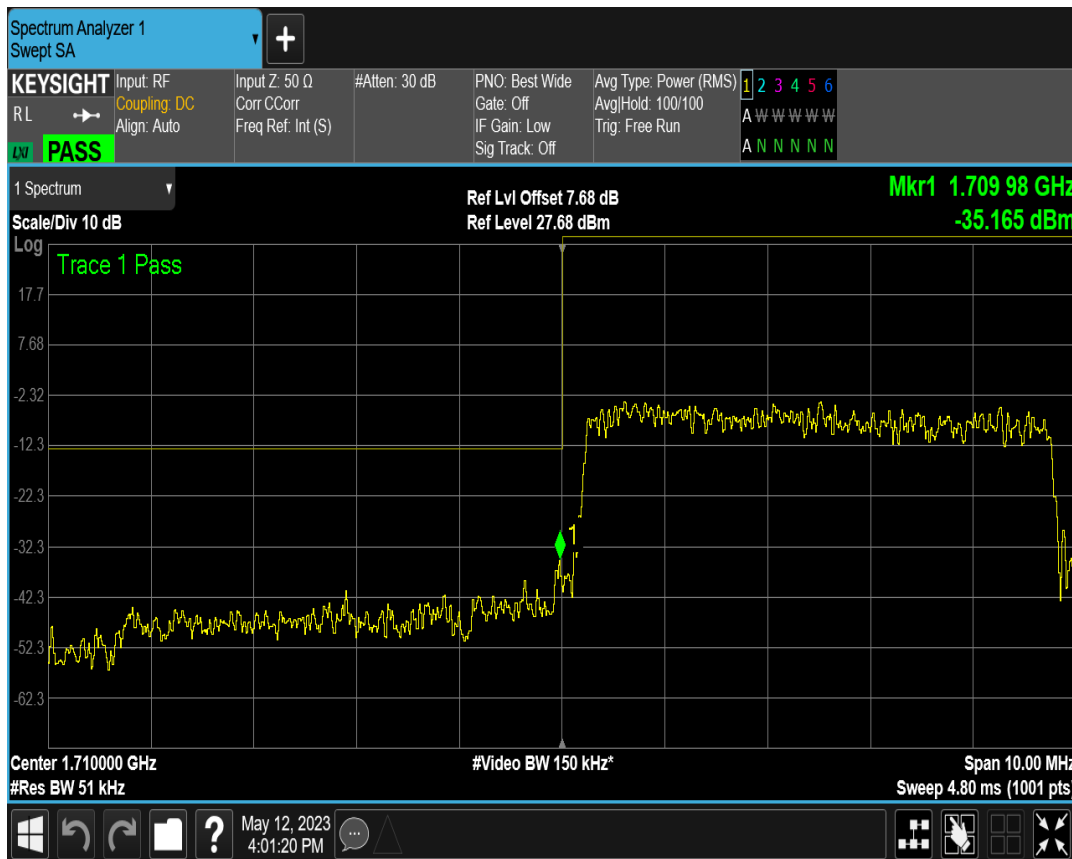 Spectrum Analyzer 1
Swept SA
+
KEYSIGHT Input: RF Input Z: 50 Ω #Atten: 30 dB PNO: Best Wide Avg Type: Power (RMS) 1 2 3 4 5 6
RL Coupling: DC Corr CCorr Gate: Off Avg|Hold: 100/100 A W W W W W
Align: Auto Freq Ref: Int (S) IF Gain: Low Trig: Free Run
LXI PASS Sig Track: Off A N N N N N
1 Spectrum
Ref Lvl Offset 7.68 dB Mkr1 1.709 98 GHz
Scale/Div 10 dB Ref Level 27.68 dBm -35.165 dBm
Log
Trace 1 Pass
17.7
7.68
-2.32
-12.3
-22.3
1
-32.3
-42.3
-52.3
-62.3
Center 1.710000 GHz #Video BW 150 kHz* Span 10.00 MHz
#Res BW 51 kHz Sweep 4.80 ms (1001 pts)
? May 12, 2023
4:01:20 PM